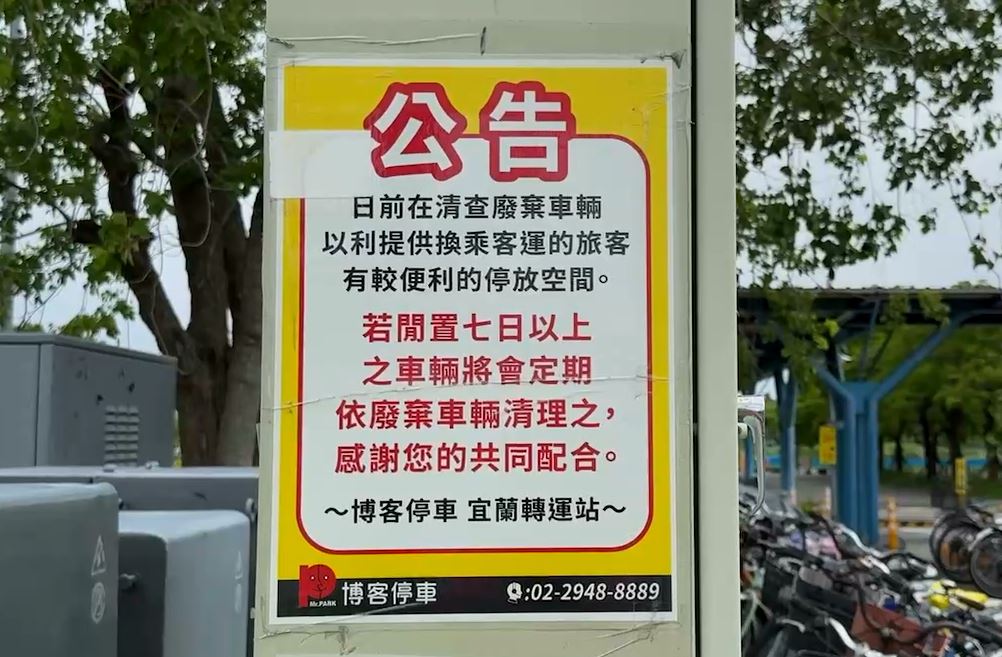 公告
日前在清查廢棄車輛
以利提供換乘客運的旅客
有較便利的停放空間。
若閒置七日以上
之車輛將會定期
依廢棄車輛清理之，
感謝您的共同配合。
～博客停車 宜蘭轉運站～
Mr.PARK 博客停車 :02-2948-8889